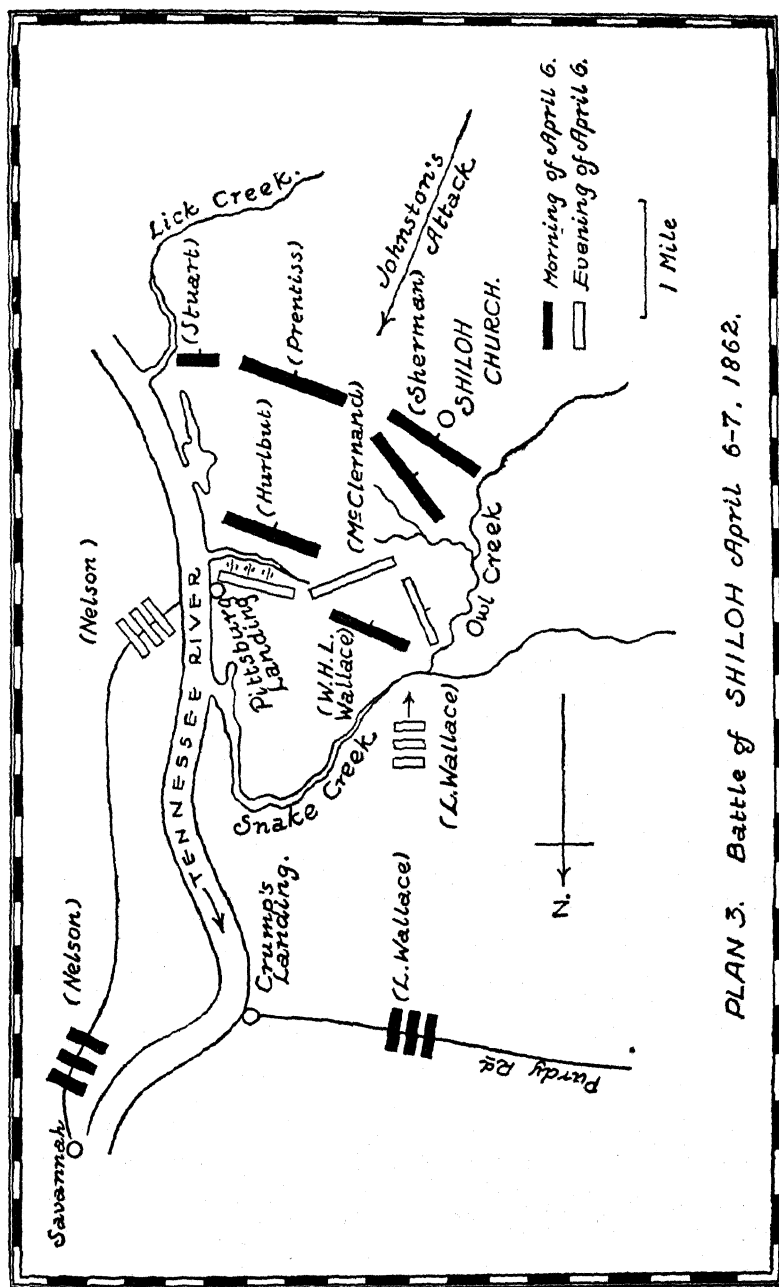 Savannah
(Nelson)
(Nelson)
TENNESSEE RIVER
Crump's
Landing.
(L. Wallace)
Purdy Rd
Snake Creek
(L. Wallace)
Pittsburg
Landing
(W.H.L.
Wallace)
(Hurlbut)
(McClernand)
Owl Creek
Lick Creek.
(Stuart)
(Prentiss)
(Sherman)
SHILOH
CHURCH.
Johnston's
Attack
N.
Morning of April 6.
Evening of April 6.
1 Mile
PLAN 3. Battle of SHILOH April 6-7, 1862.